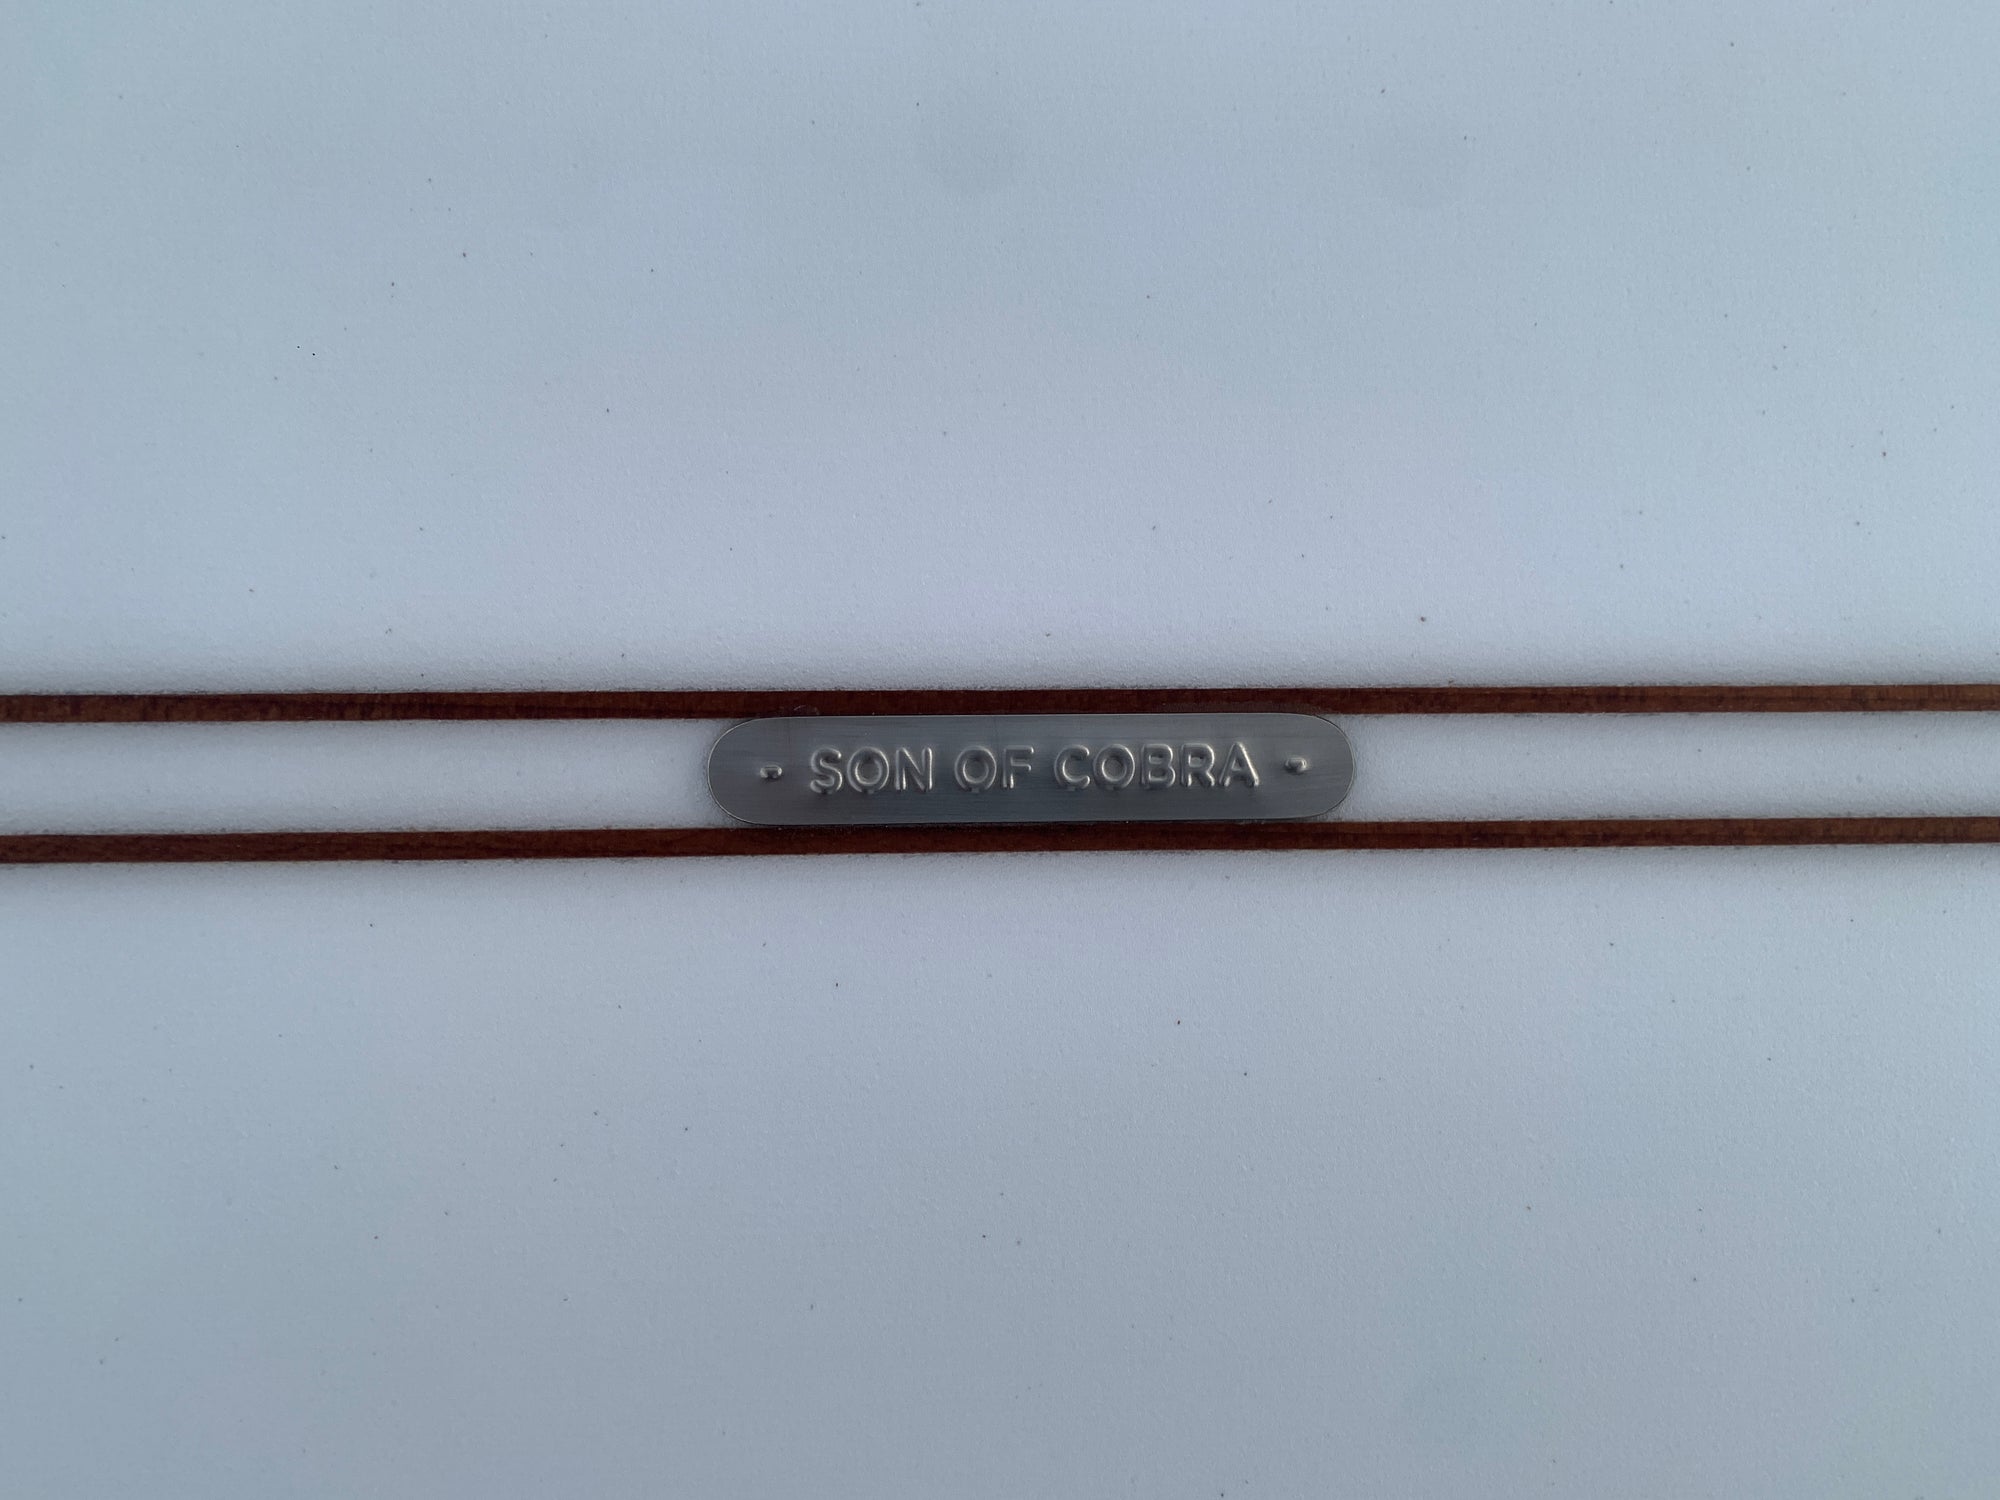 · SON OF COBRA ·